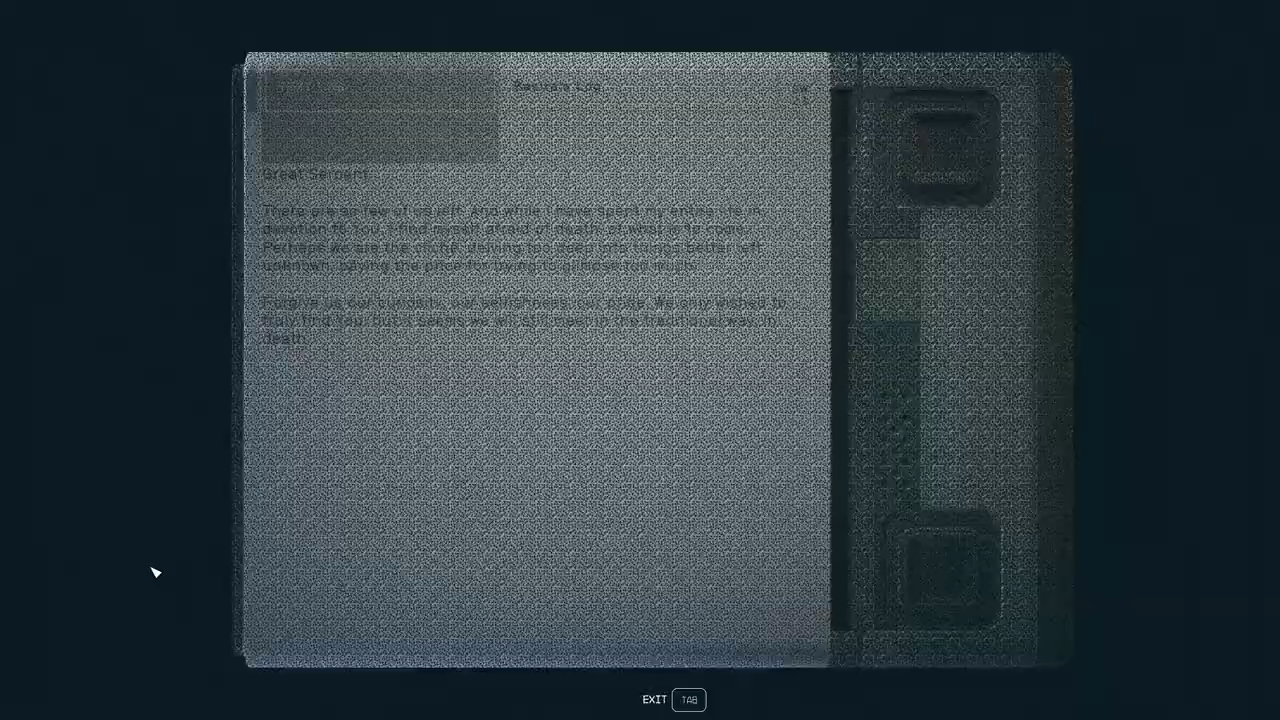 Restore Log
Great Serpent
There are so few of us left. And while I have spent my entire life in
devotion to I find myself afraid of death, of what is to come.
Perhaps we are the delving too deep into things better off
unknown, paying the price for trying to glimpse too much.
Forgive us our curiosity, our selfishness, our pride. We only wished to
truly find You, but it seems we will still meet in the traditional way, in
death.
EXIT TAB